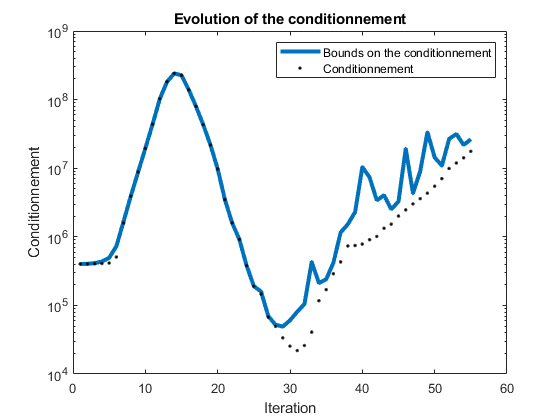 Evolution of the conditionnement
Bounds on the conditionnement
Conditionnement
Conditionnement
10^9
10^8
10^7
10^6
10^5
10^4
0 10 20 30 40 50 60
Iteration